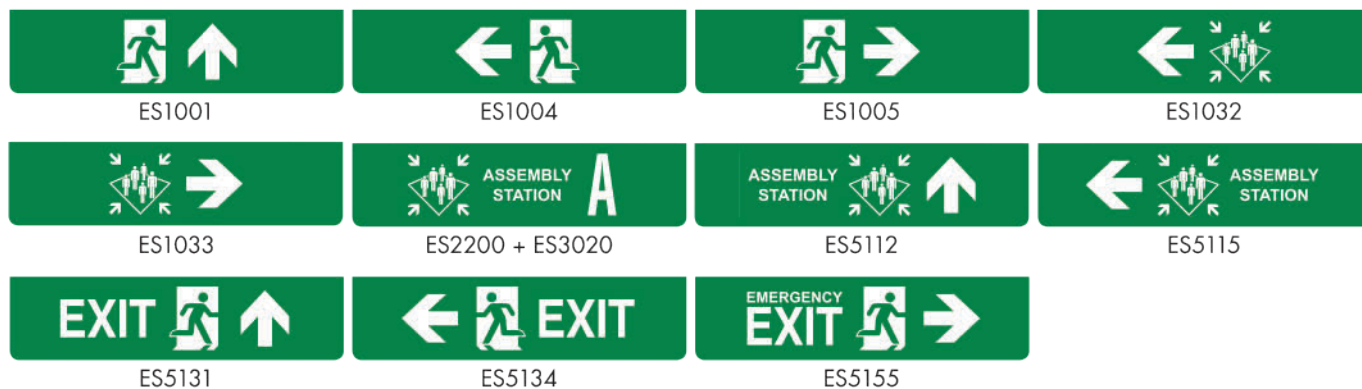 ES1001
ES1004
ES1005
ES1032
ES1033
ASSEMBLY
STATION
A
ES2200 + ES3020
ASSEMBLY
STATION
ES5112
ASSEMBLY
STATION
ES5115
EXIT
ES5131
EXIT
ES5134
EMERGENCY
EXIT
ES5155